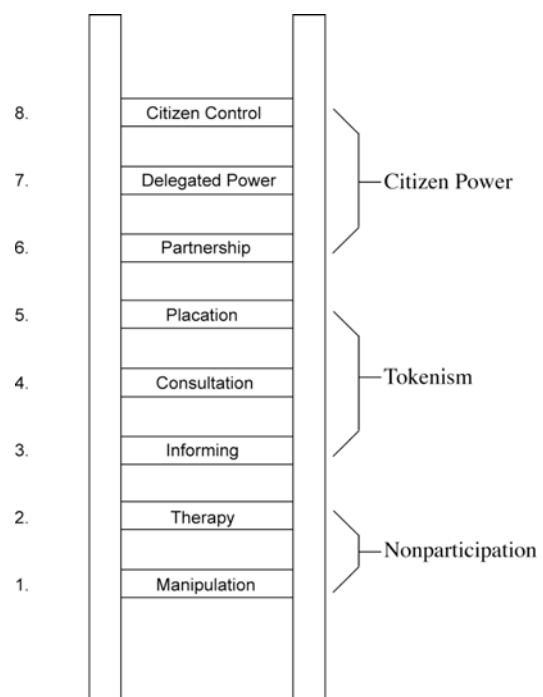 8. Citizen Control
7. Delegated Power
Citizen Power
6. Partnership
5. Placation
4. Consultation
Tokenism
3. Informing
2. Therapy
Nonparticipation
1. Manipulation